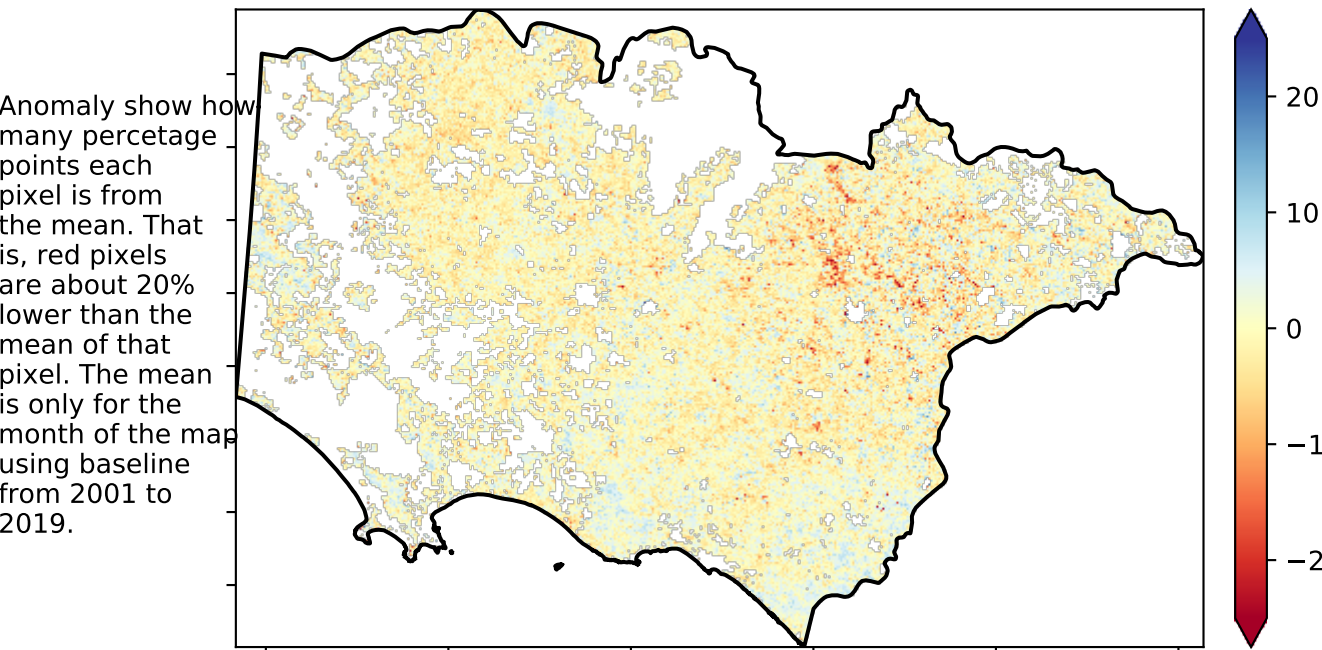 Anomaly show how
many percetage
points each
pixel is from
the mean. That
is, red pixels
are about 20%
lower than the
mean of that
pixel. The mean
is only for the
month of the map
using baseline
from 2001 to
2019.
20
10
0
−1
−2